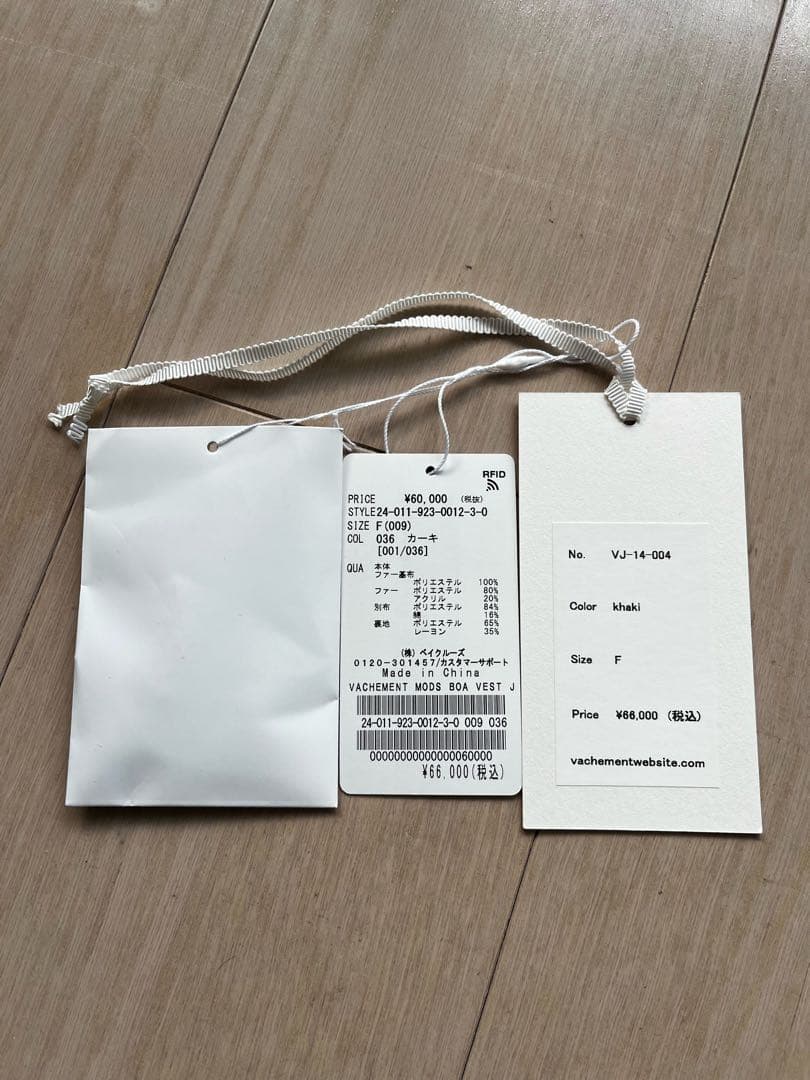 RFID
PRICE ¥60,000 (税抜)
STYLE24-011-923-0012-3-0
SIZE F(009)
COL 036 カーキ
[001/036]
QUA 本体
ファー基布
ポリエステル 100%
ファー ポリエステル 80%
アクリル 20%
別布 ポリエステル 84%
綿 16%
裏地 ポリエステル 65%
レーヨン 35%
(株) ベイクルーズ
0120-301457/カスタマーサポート
Made in China
VACHEMENT MODS BOA VEST J
24-011-923-0012-3-0 009 036
00000000000000060000
¥66,000(税込)
No. VJ-14-004
Color khaki
Size F
Price ¥66,000 (税込)
vachementwebsite.com